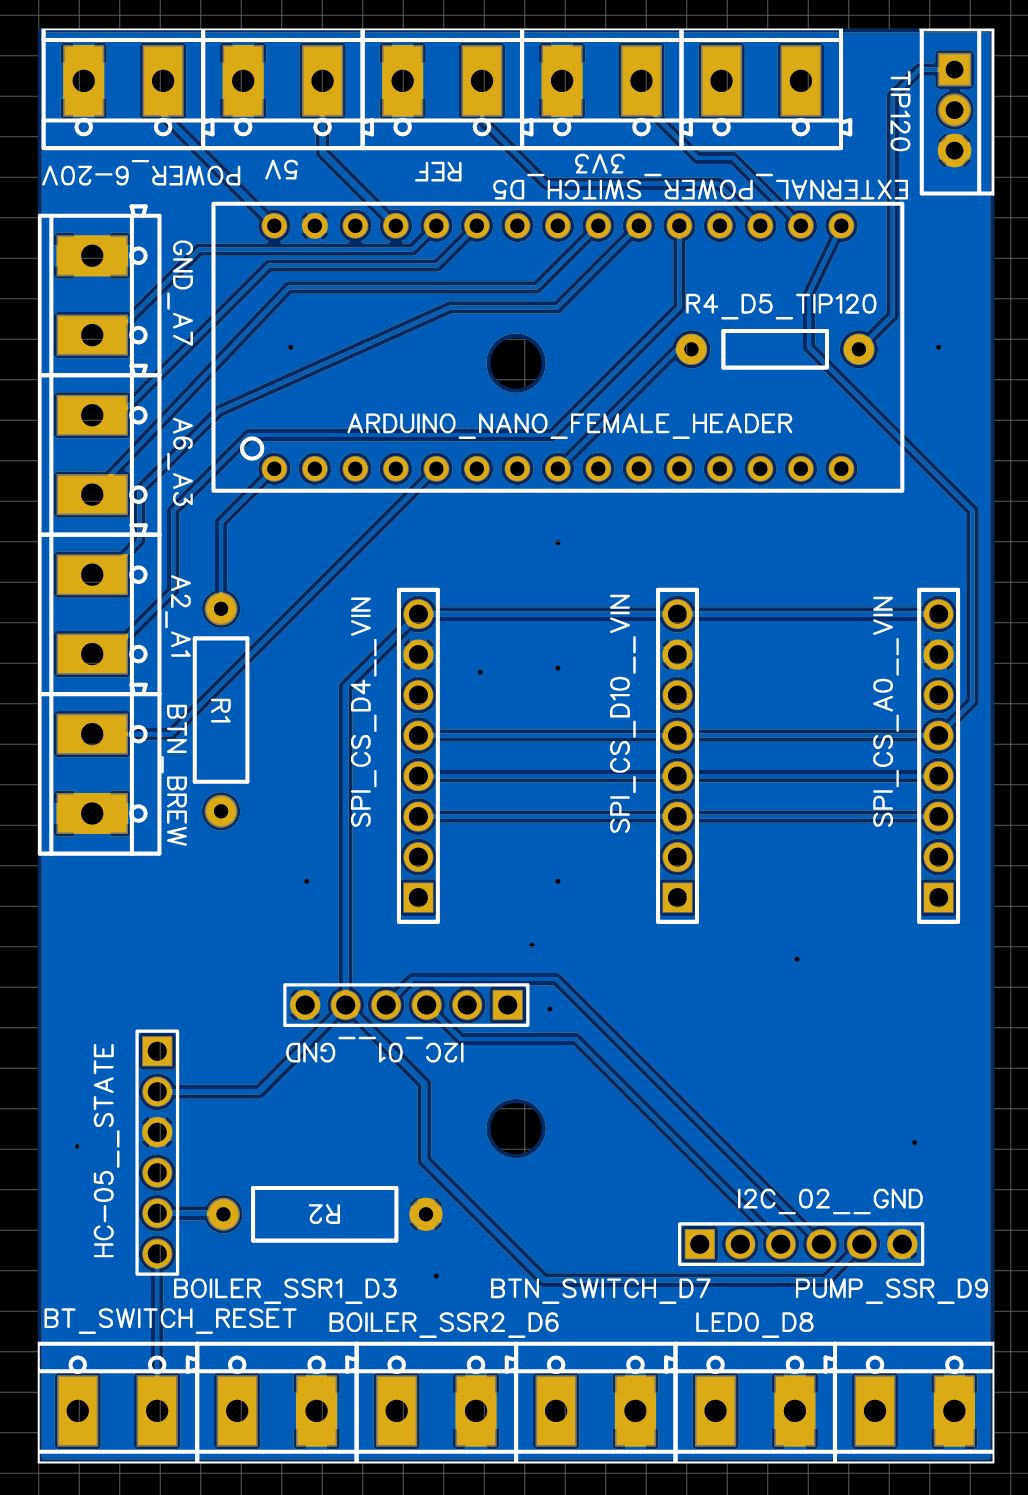 POWER_6-20V
5V
REF
3V3
EXTERNAL_POWER_SWITCH_D5
TIP120
GND_A7
R4_D5_TIP120
ARDUINO_NANO_FEMALE_HEADER
A6_A3
A2_A1
BTN_BREW
R1
SPI_CS_D4__VIN
SPI_CS_D10__VIN
SPI_CS_A0__VIN
I2C_01__GND
HC-05__STATE
R2
I2C_02__GND
BOILER_SSR1_D3
BTN_SWITCH_D7
PUMP_SSR_D9
BT_SWITCH_RESET
BOILER_SSR2_D6
LED0_D8